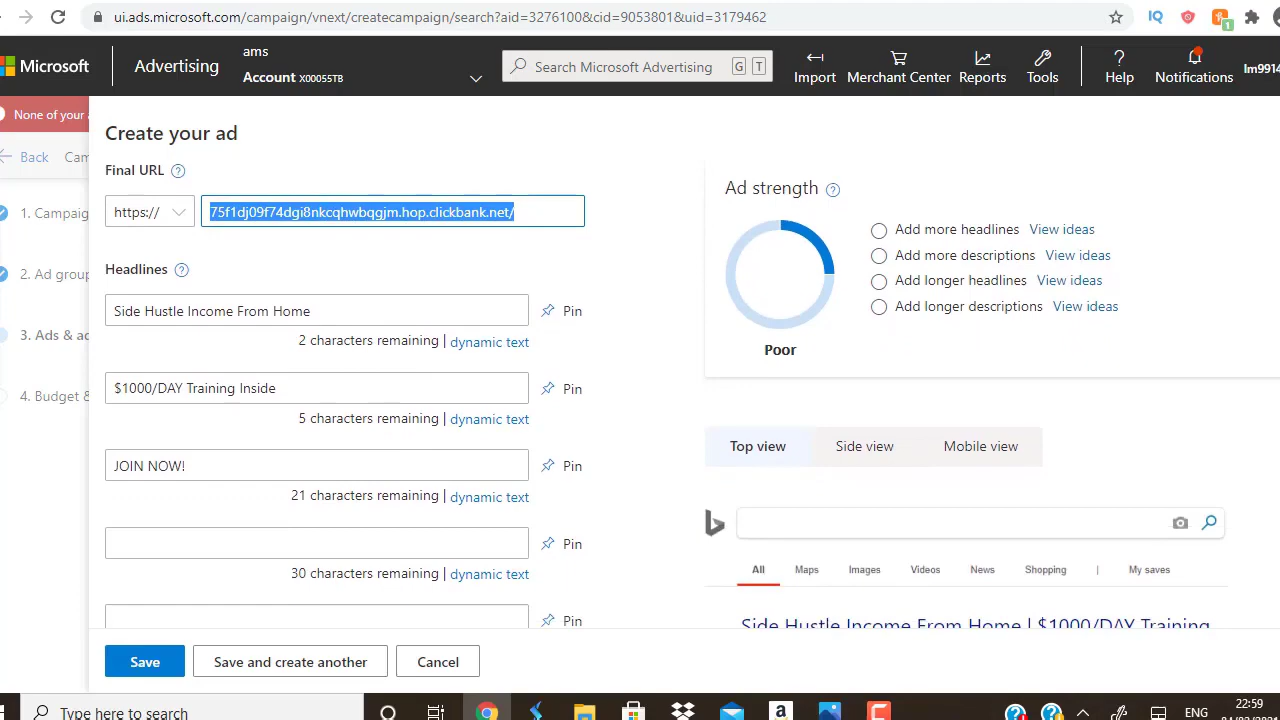 ui.ads.microsoft.com/campaign/vnext/createcampaign/search?aid=3276100&cid=9053801&uid=3179462
IQ
1
Microsoft
Advertising
ams
Account X00055TB
Search Microsoft Advertising G T
Import
Merchant Center
Reports
Tools
Help
Notifications
lm9914
None of your
Back
1. Campaig
2. Ad group
3. Ads & ad
4. Budget &
Create your ad
Final URL
https://
75f1dj09f74dgi8nkcqhwbqgjm.hop.clickbank.net/
Headlines
Side Hustle Income From Home
Pin
2 characters remaining | dynamic text
$1000/DAY Training Inside
Pin
5 characters remaining | dynamic text
JOIN NOW!
Pin
21 characters remaining | dynamic text
Pin
30 characters remaining | dynamic text
Pin
Save
Save and create another
Cancel
Ad strength
Poor
Add more headlines View ideas
Add more descriptions View ideas
Add longer headlines View ideas
Add longer descriptions View ideas
Top view
Side view
Mobile view
All
Maps
Images
Videos
News
Shopping
|
My saves
Side Hustle Income From Home | $1000/DAY Training
Type here to search
ENG
22:59